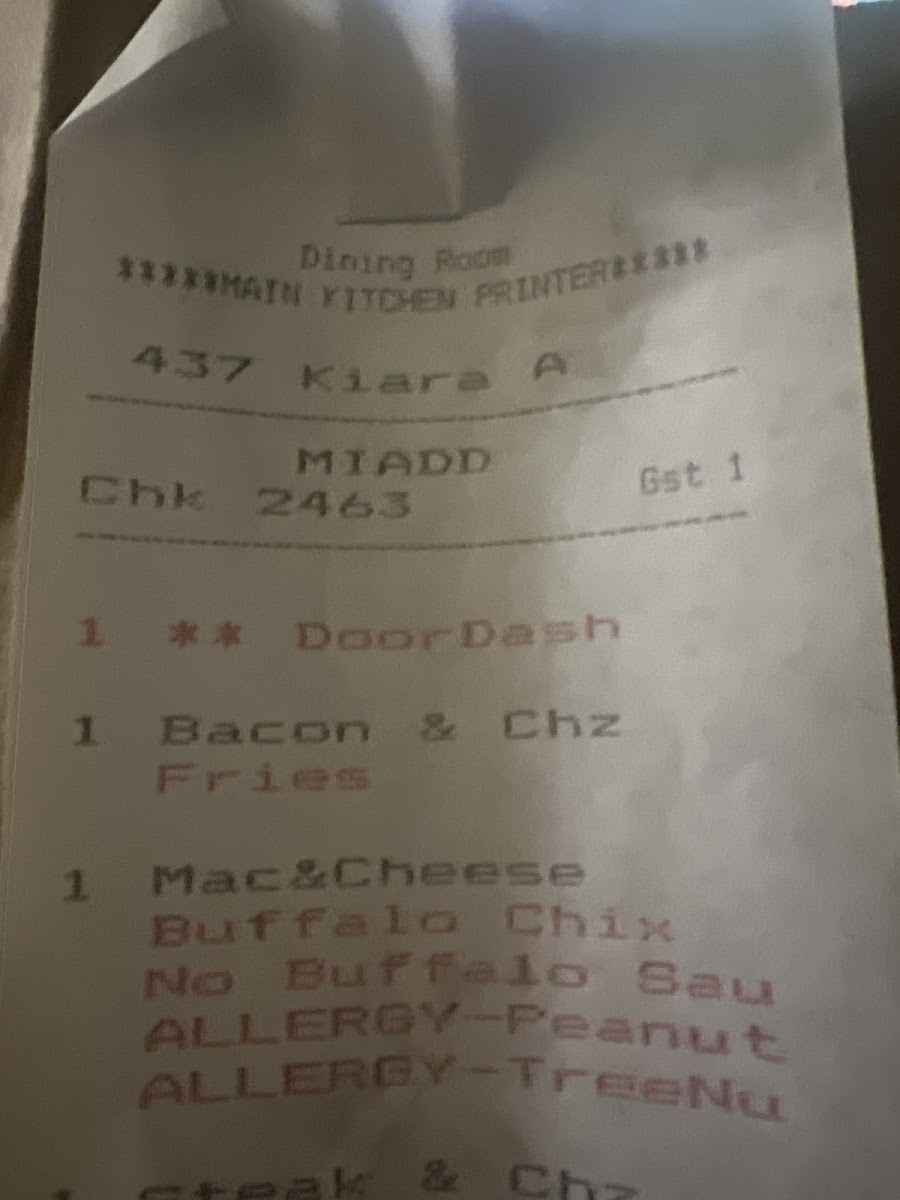 Dining Room
*****MAIN KITCHEN PRINTER*****
437 Kiara A
MIADD
Chk 2463 Gst 1
1 ** DoorDash
1 Bacon & Chz
Fries
1 Mac&Cheese
Buffalo Chix
No Buffalo Sau
ALLERGY-Peanut
ALLERGY-TreeNu
1 Steak & Chz